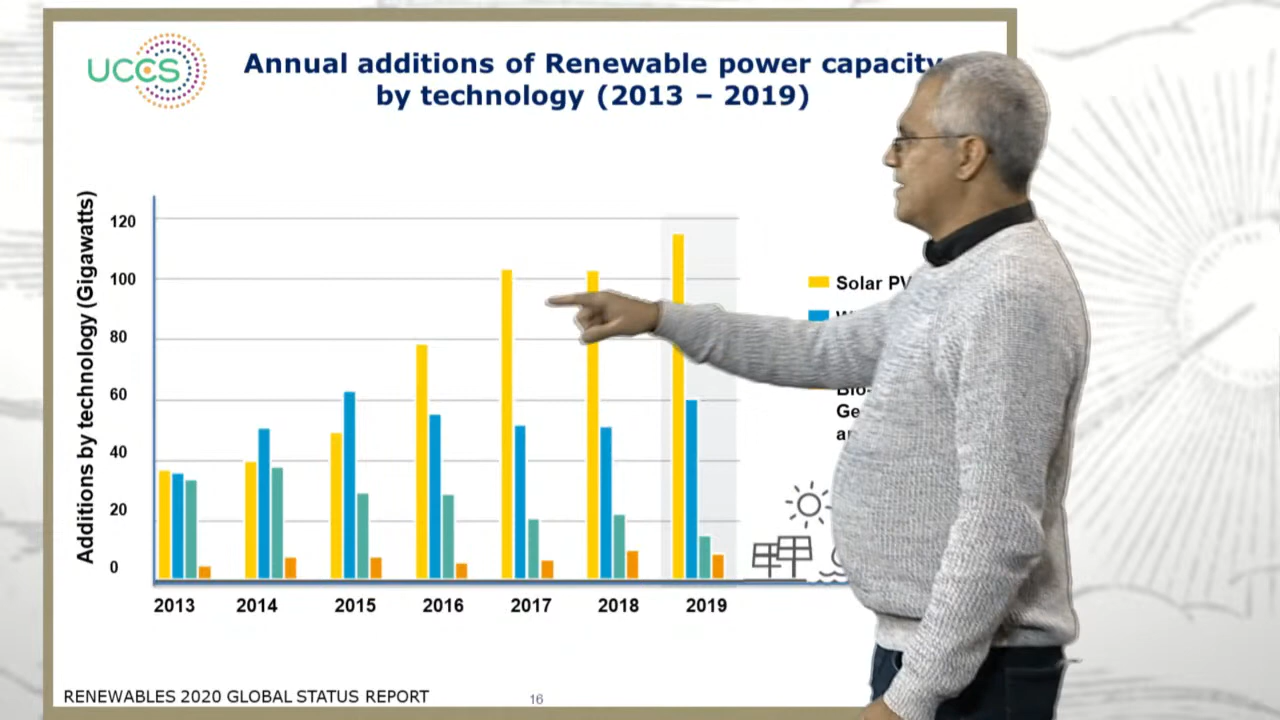 UCCS
Annual additions of Renewable power capacity
by technology (2013 – 2019)
Additions by technology (Gigawatts)
120
100
80
60
40
20
0
2013 2014 2015 2016 2017 2018 2019
Solar PV
RENEWABLES 2020 GLOBAL STATUS REPORT
16